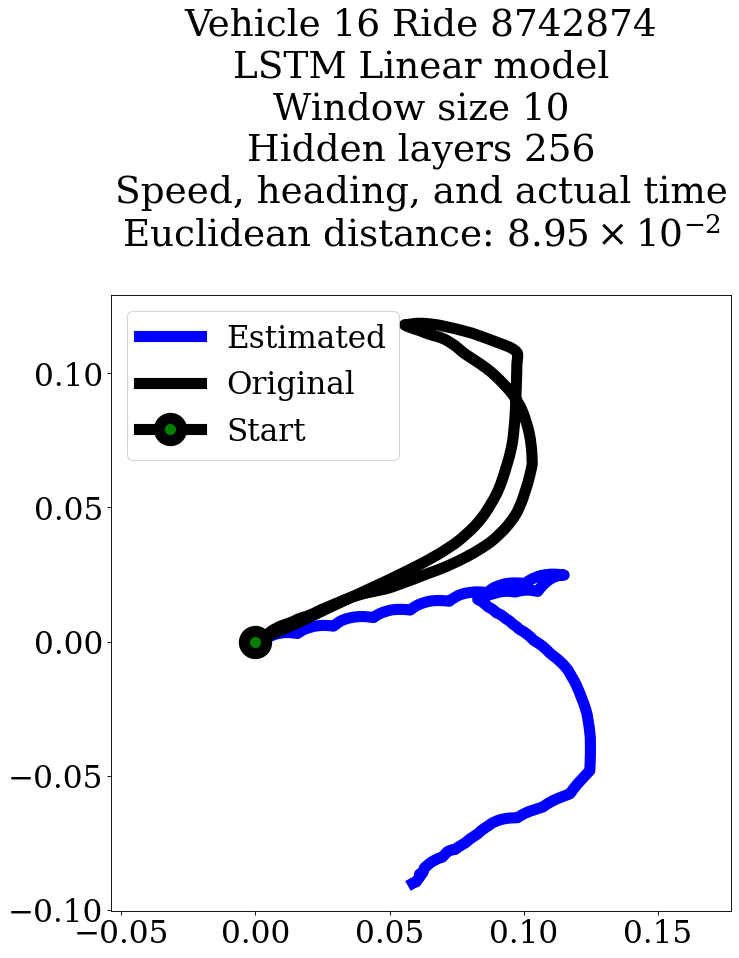 Vehicle 16 Ride 8742874
LSTM Linear model
Window size 10
Hidden layers 256
Speed, heading, and actual time
Euclidean distance: 8.95 × 10⁻²
Estimated
Original
Start
0.10
0.05
0.00
−0.05
−0.10
−0.05
0.00
0.05
0.10
0.15